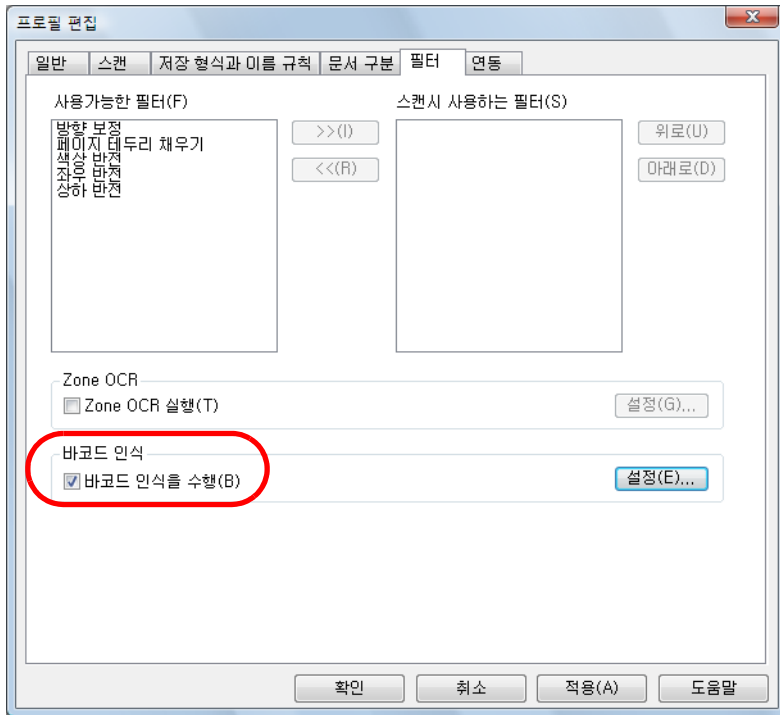 프로필 편집
일반 스캔 저장 형식과 이름 규칙 문서 구분 필터 연동
사용가능한 필터(F) 스캔시 사용하는 필터(S)
방향 보정
페이지 테두리 채우기
색상 반전
좌우 반전
상하 반전
>>(I)
<<(R)
위로(U)
아래로(D)
Zone OCR
Zone OCR 실행(T) 설정(G)...
바코드 인식
바코드 인식을 수행(B) 설정(E)...
확인 취소 적용(A) 도움말